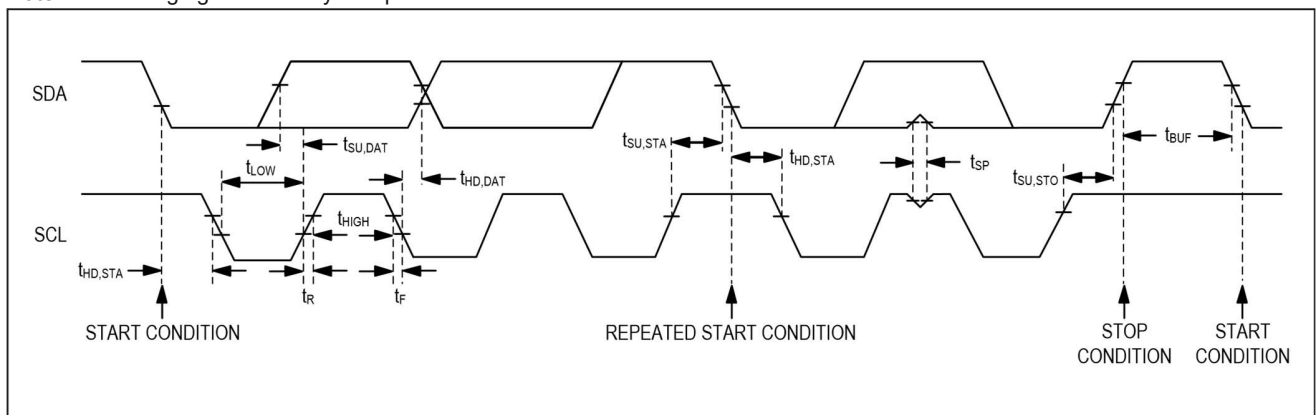 SDA
tSU,DAT
tSU,STA
tHD,STA
tSP
tBUF
tLOW
tHD,DAT
tSU,STO
SCL
tHIGH
tHD,STA
tR
tF
START CONDITION
REPEATED START CONDITION
STOP
CONDITION
START
CONDITION